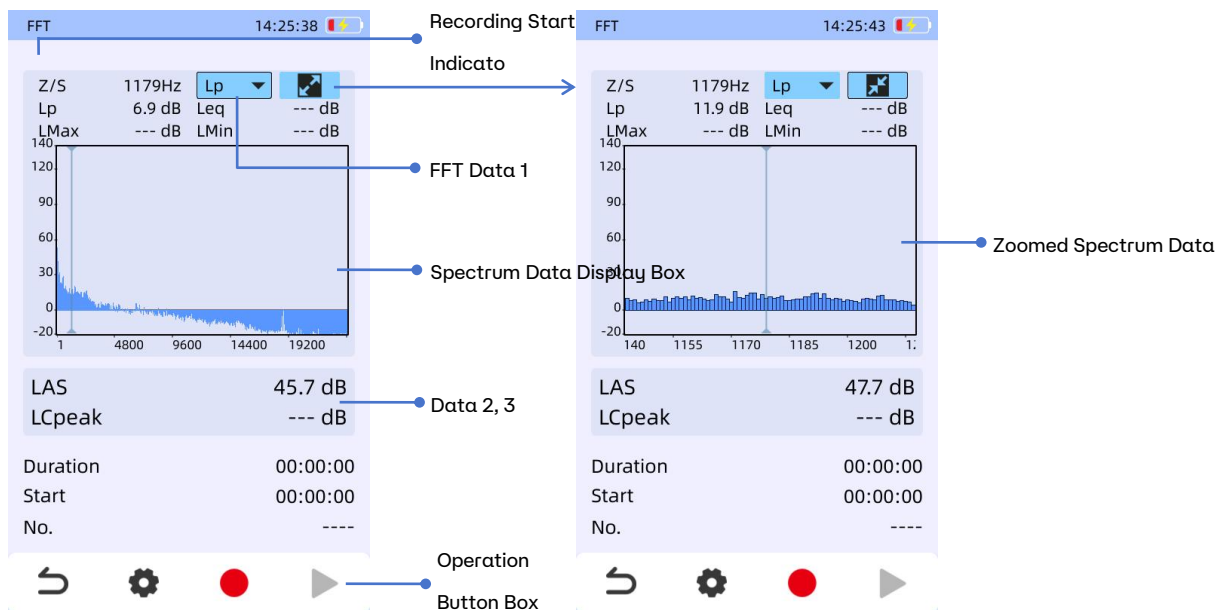 FFT 14:25:38
Z/S 1179Hz Lp
Lp 6.9 dB Leq --- dB
LMax --- dB LMin --- dB
140
120
90
60
30
0
-20
1 4800 9600 14400 19200
LAS 45.7 dB
LCpeak --- dB
Duration 00:00:00
Start 00:00:00
No. ----
Recording Start
Indicato
FFT Data 1
Spectrum Data Display Box
Data 2, 3
Operation
Button Box
FFT 14:25:43
Z/S 1179Hz Lp
Lp 11.9 dB Leq --- dB
LMax --- dB LMin --- dB
140
120
90
60
30
0
-20
140 1155 1170 1185 1200
LAS 47.7 dB
LCpeak --- dB
Duration 00:00:00
Start 00:00:00
No. ----
Zoomed Spectrum Data